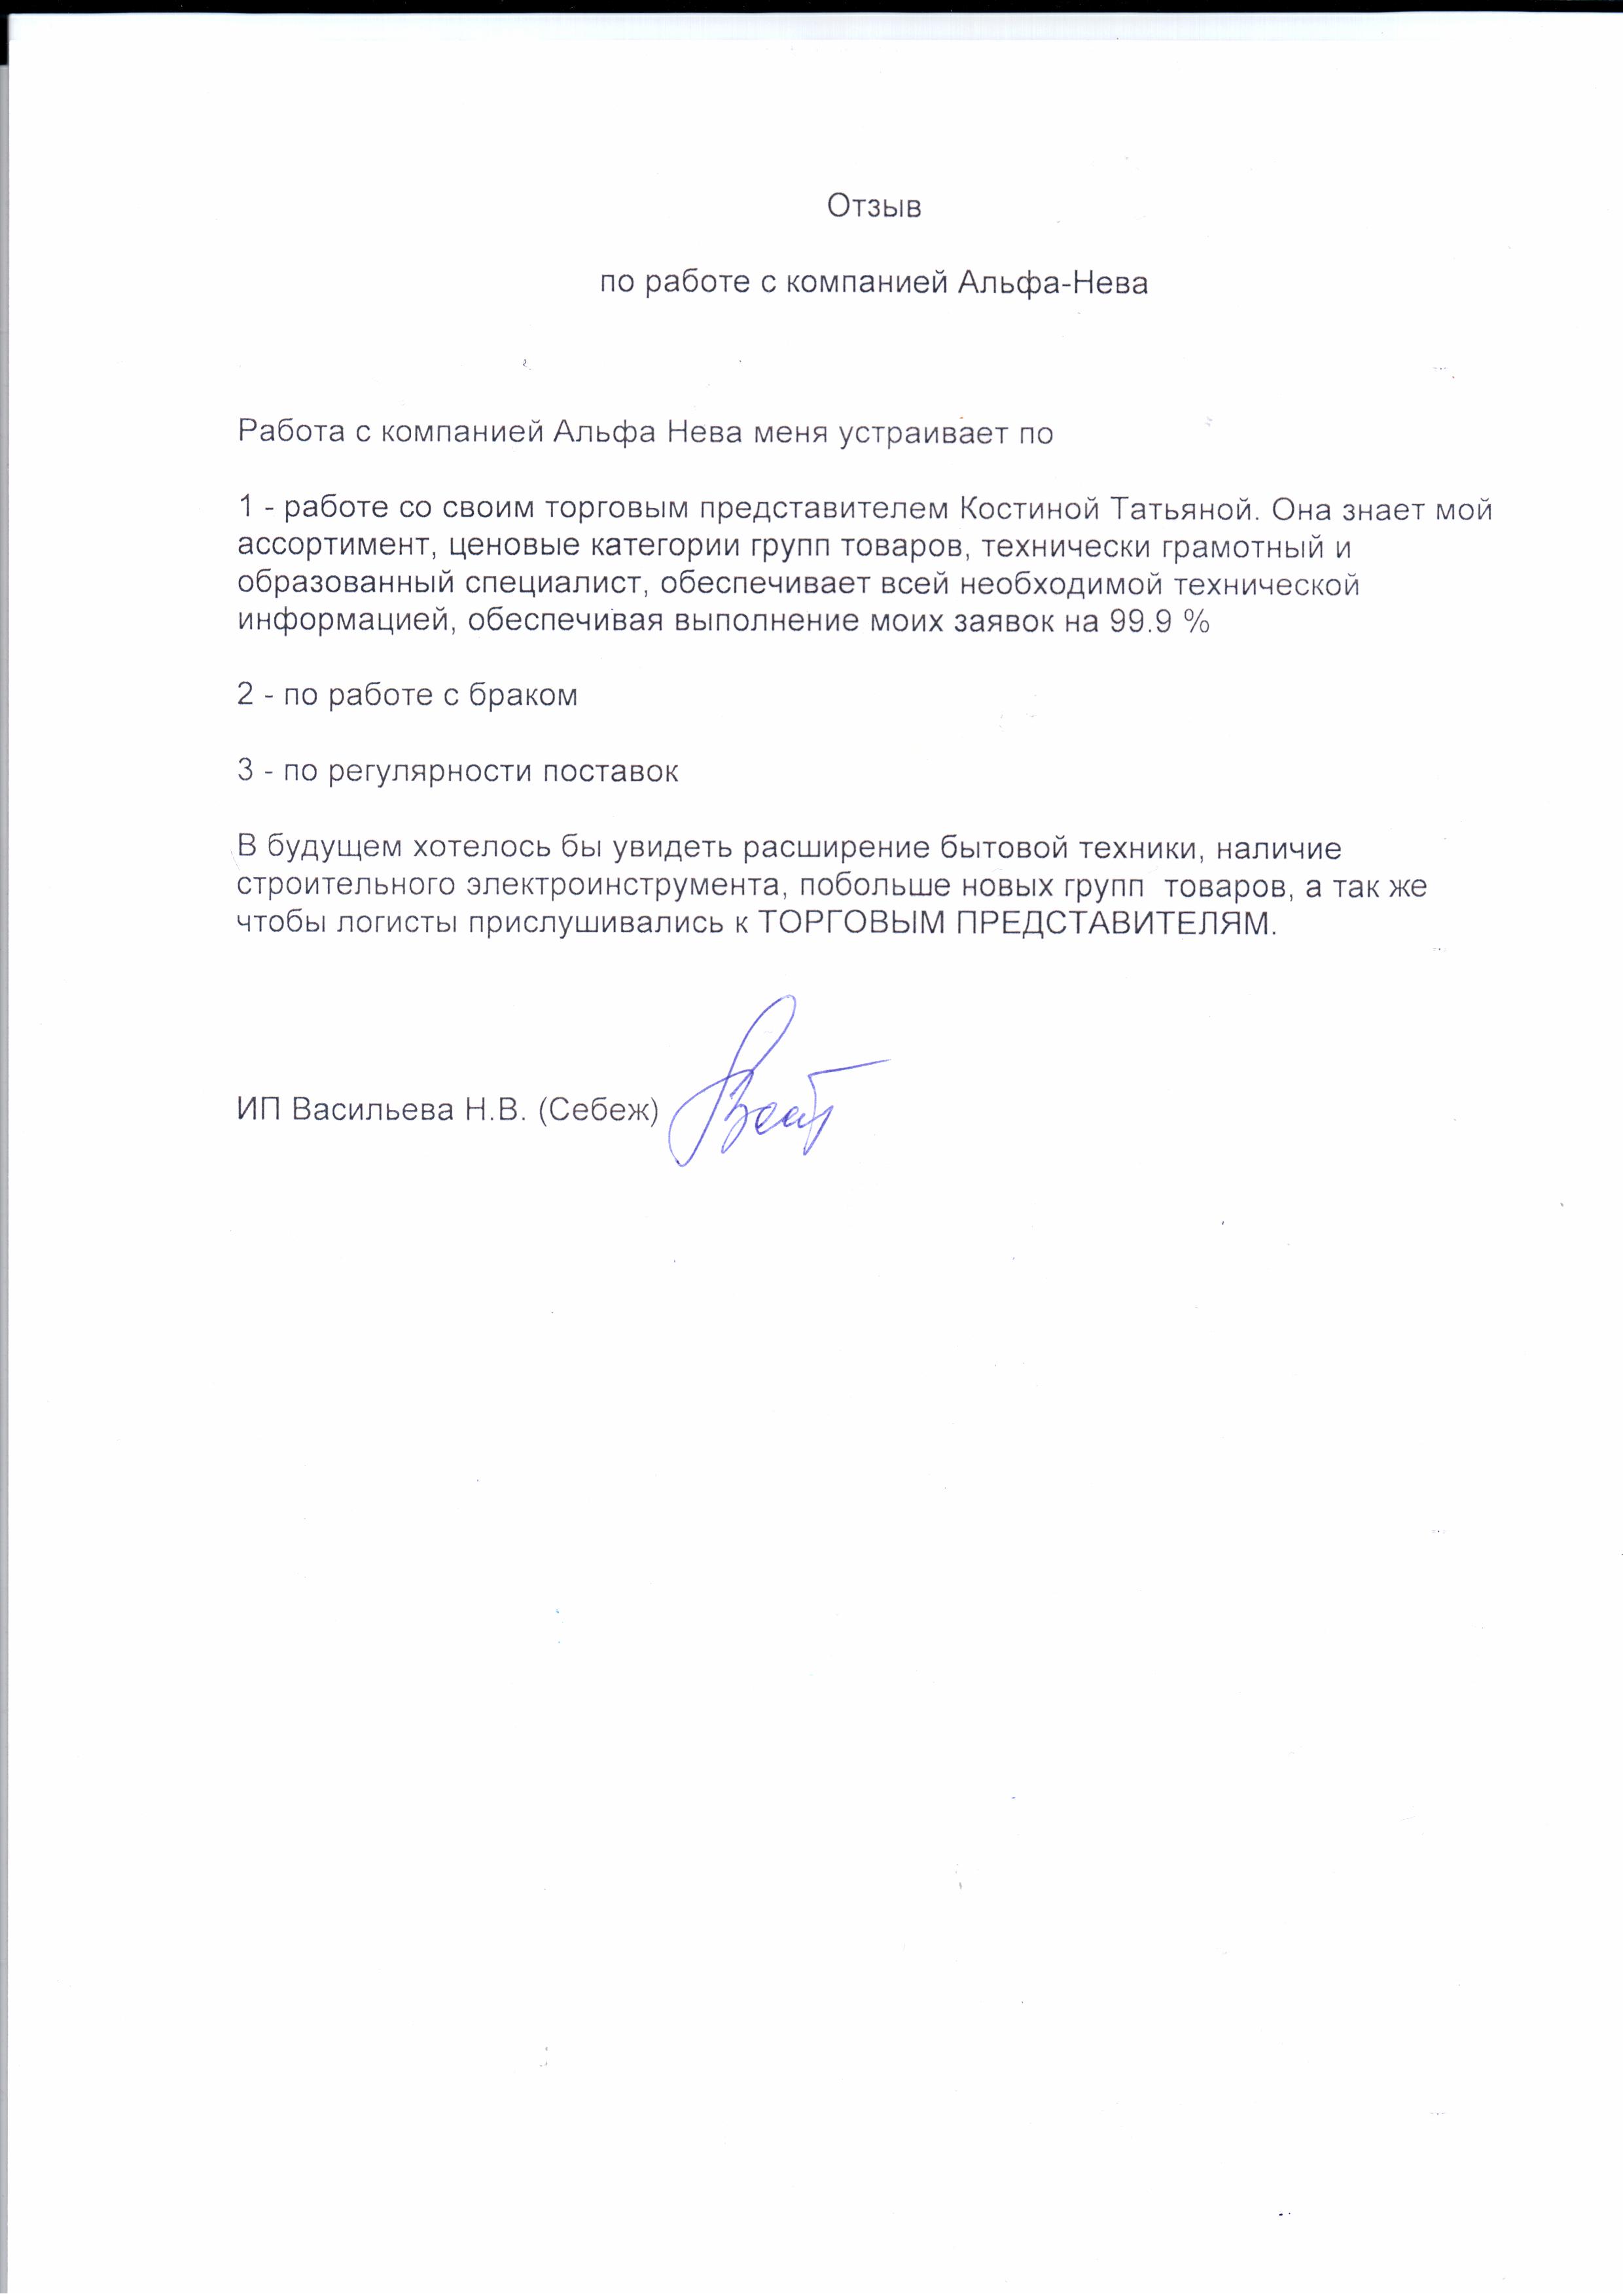 Отзыв
по работе с компанией Альфа-Нева
Работа с компанией Альфа Нева меня устраивает по
1 - работе со своим торговым представителем Костиной Татьяной. Она знает мой
ассортимент, ценовые категории групп товаров, технически грамотный и
образованный специалист, обеспечивает всей необходимой технической
информацией, обеспечивая выполнение моих заявок на 99.9 %
2 - по работе с браком
3 - по регулярности поставок
В будущем хотелось бы увидеть расширение бытовой техники, наличие
строительного электроинструмента, побольше новых групп  товаров, а так же
чтобы логисты прислушивались к ТОРГОВЫМ ПРЕДСТАВИТЕЛЯМ.
ИП Васильева Н.В. (Себеж)